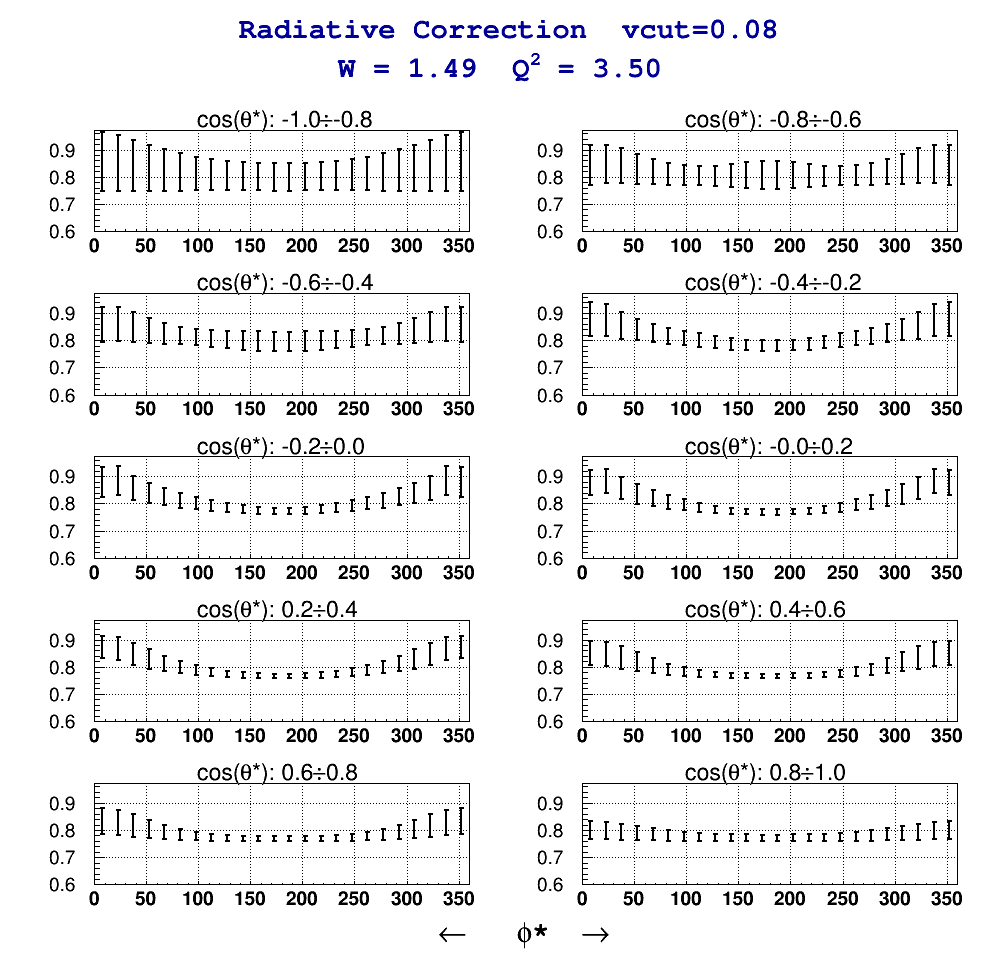 Radiative Correction vcut=0.08
W = 1.49 Q² = 3.50
cos(θ*): -1.0÷-0.8
0.9
0.8
0.7
0.6
0 50 100 150 200 250 300 350
cos(θ*): -0.8÷-0.6
0.9
0.8
0.7
0.6
0 50 100 150 200 250 300 350
cos(θ*): -0.6÷-0.4
0.9
0.8
0.7
0.6
0 50 100 150 200 250 300 350
cos(θ*): -0.4÷-0.2
0.9
0.8
0.7
0.6
0 50 100 150 200 250 300 350
cos(θ*): -0.2÷0.0
0.9
0.8
0.7
0.6
0 50 100 150 200 250 300 350
cos(θ*): -0.0÷0.2
0.9
0.8
0.7
0.6
0 50 100 150 200 250 300 350
cos(θ*): 0.2÷0.4
0.9
0.8
0.7
0.6
0 50 100 150 200 250 300 350
cos(θ*): 0.4÷0.6
0.9
0.8
0.7
0.6
0 50 100 150 200 250 300 350
cos(θ*): 0.6÷0.8
0.9
0.8
0.7
0.6
0 50 100 150 200 250 300 350
cos(θ*): 0.8÷1.0
0.9
0.8
0.7
0.6
0 50 100 150 200 250 300 350
← ϕ* →